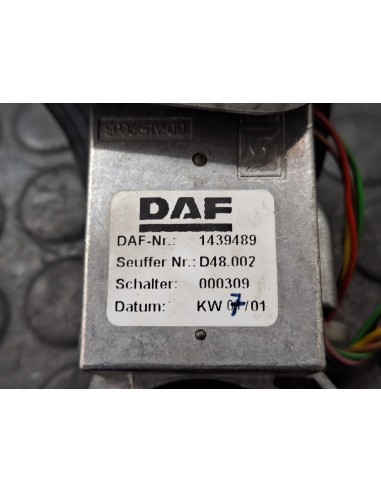 DAF
DAF-Nr.: 1439489
Seuffer Nr.: D48.002
Schalter: 000309
Datum: KW 07/01